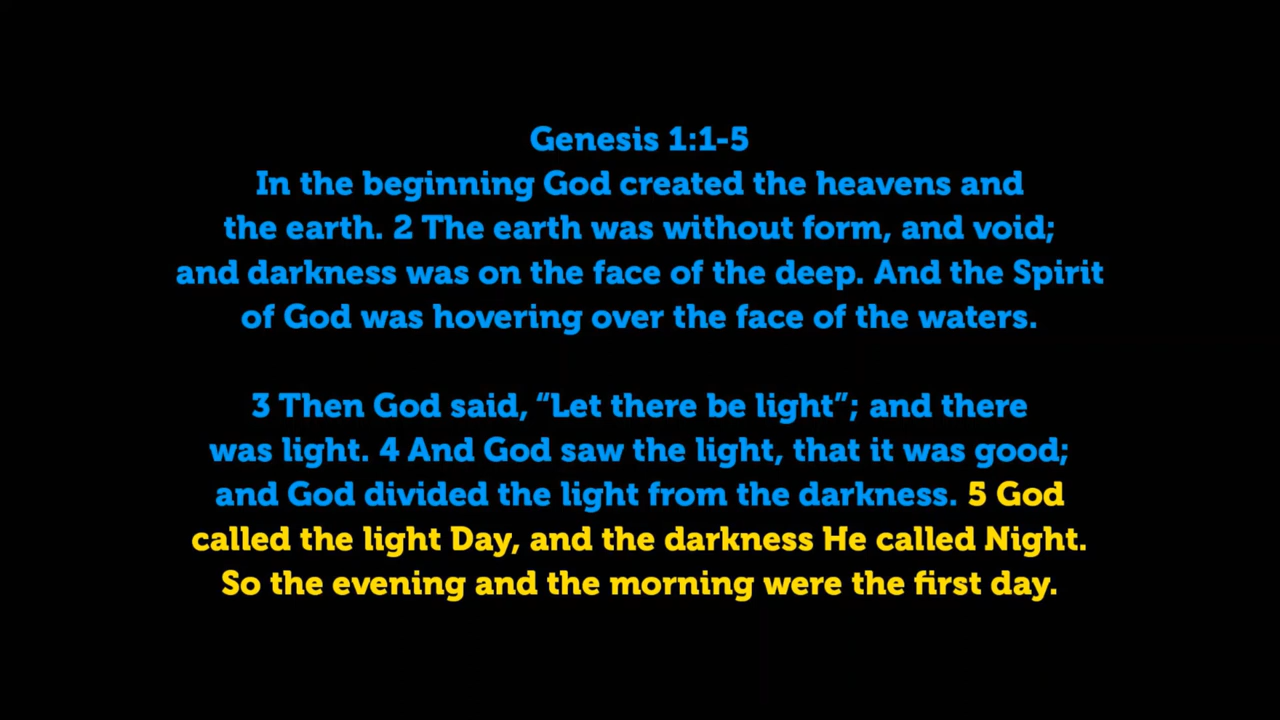 Genesis 1:1-5
In the beginning God created the heavens and
the earth. 2 The earth was without form, and void;
and darkness was on the face of the deep. And the Spirit
of God was hovering over the face of the waters.
3 Then God said, “Let there be light”; and there
was light. 4 And God saw the light, that it was good;
and God divided the light from the darkness. 5 God
called the light Day, and the darkness He called Night.
So the evening and the morning were the first day.